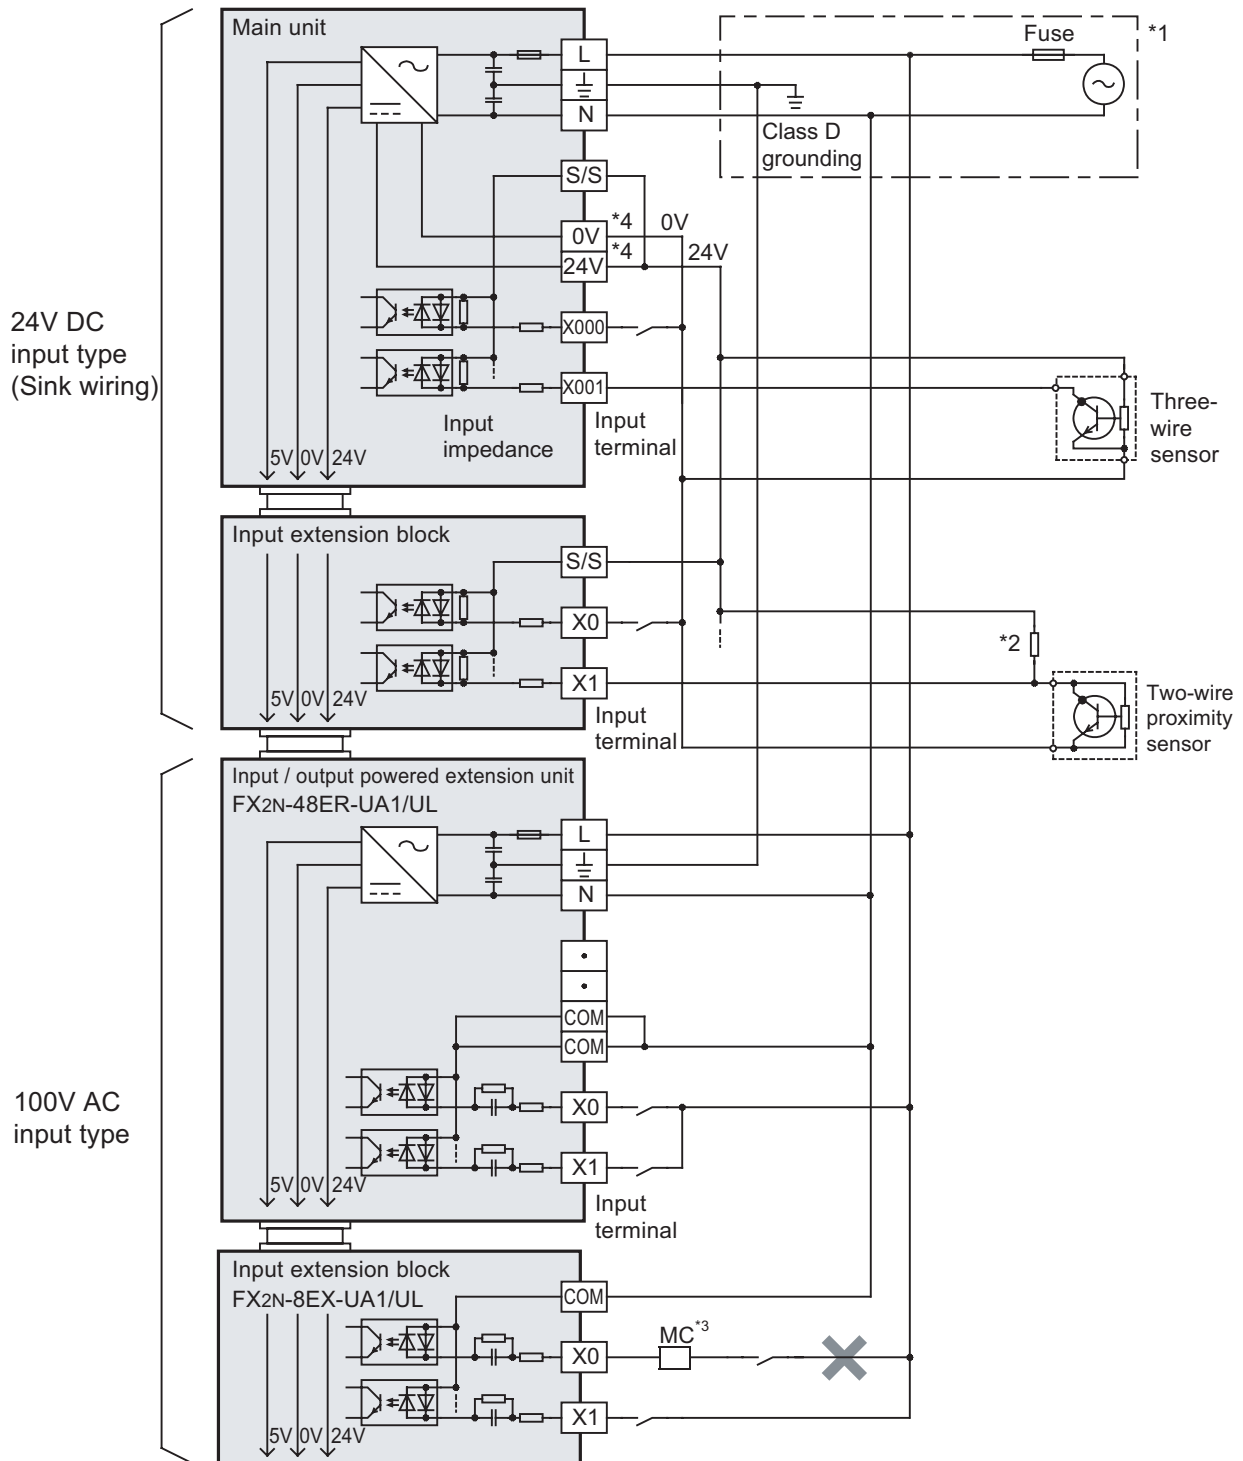 Main unit
L
N
Fuse
*1
Class D
grounding
S/S
0V
*4
0V
24V
*4
24V
X000
X001
24V DC
input type
(Sink wiring)
Input
impedance
Input
terminal
5V 0V 24V
Three-
wire
sensor
Input extension block
S/S
X0
X1
*2
5V 0V 24V
Input
terminal
Two-wire
proximity
sensor
Input / output powered extension unit
FX2N-48ER-UA1/UL
L
N
COM
COM
X0
X1
100V AC
input type
5V 0V 24V
Input
terminal
Input extension block
FX2N-8EX-UA1/UL
COM
MC*3
X0
X1
5V 0V 24V